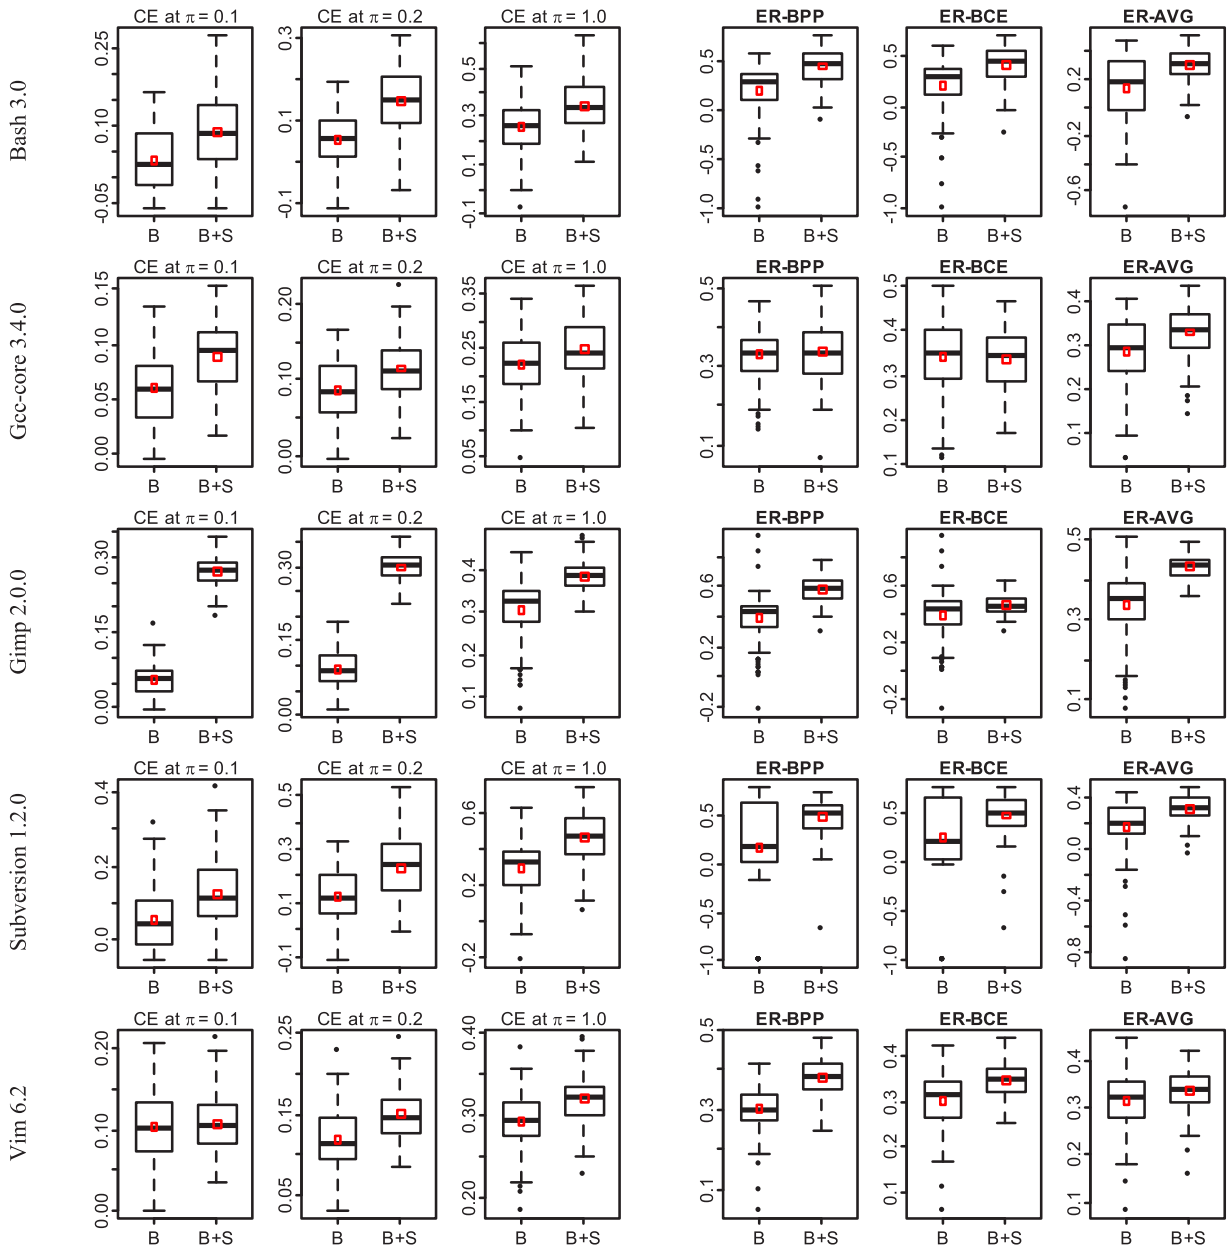 CE at π = 0.1 CE at π = 0.2 CE at π = 1.0 ER-BPP ER-BCE ER-AVG
Bash 3.0
-0.05 0.10 0.25
-0.1 0.1 0.3
-0.1 0.1 0.3 0.5
-1.0 -0.5 0.0 0.5
-1.0 -0.5 0.0 0.5
-0.6 -0.2 0.2
B B+S B B+S B B+S B B+S B B+S B B+S
CE at π = 0.1 CE at π = 0.2 CE at π = 1.0 ER-BPP ER-BCE ER-AVG
Gcc-core 3.4.0
0.00 0.05 0.10 0.15
0.00 0.10 0.20
0.05 0.15 0.25 0.35
0.1 0.3 0.5
0.1 0.2 0.3 0.4 0.5
0.1 0.2 0.3 0.4
B B+S B B+S B B+S B B+S B B+S B B+S
CE at π = 0.1 CE at π = 0.2 CE at π = 1.0 ER-BPP ER-BCE ER-AVG
Gimp 2.0.0
0.00 0.15 0.30
0.00 0.15 0.30
0.1 0.2 0.3 0.4
-0.2 0.2 0.6
-0.2 0.2 0.6
0.1 0.3 0.5
B B+S B B+S B B+S B B+S B B+S B B+S
CE at π = 0.1 CE at π = 0.2 CE at π = 1.0 ER-BPP ER-BCE ER-AVG
Subversion 1.2.0
0.0 0.2 0.4
-0.1 0.1 0.3 0.5
-0.2 0.2 0.6
-1.0 -0.5 0.0 0.5
-1.0 -0.5 0.0 0.5
-0.8 -0.4 0.0 0.4
B B+S B B+S B B+S B B+S B B+S B B+S
CE at π = 0.1 CE at π = 0.2 CE at π = 1.0 ER-BPP ER-BCE ER-AVG
Vim 6.2
0.00 0.10 0.20
0.05 0.15 0.25
0.20 0.30 0.40
0.1 0.3 0.5
0.1 0.2 0.3 0.4
0.1 0.2 0.3 0.4
B B+S B B+S B B+S B B+S B B+S B B+S